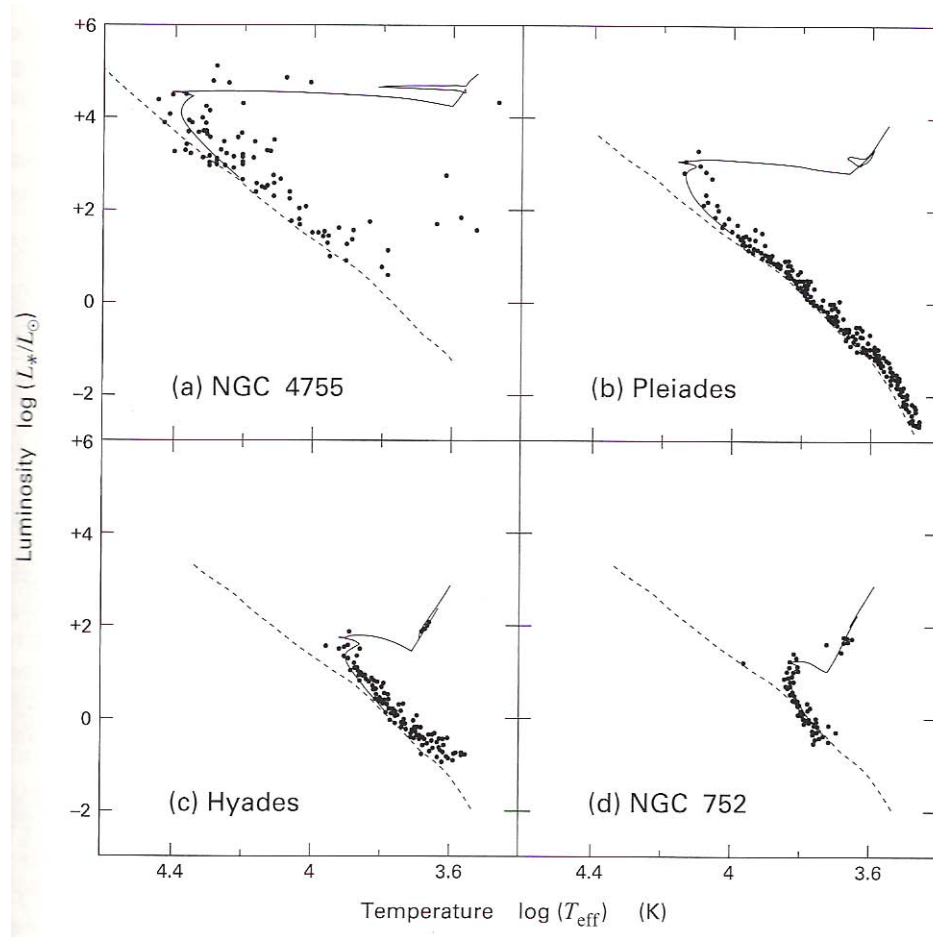 +6
+4
+2
0
−2
(a) NGC 4755
(b) Pleiades
+6
+4
+2
0
−2
(c) Hyades
(d) NGC 752
4.4 4 3.6 4.4 4 3.6
Luminosity log (L*/L☉)
Temperature log (Teff) (K)